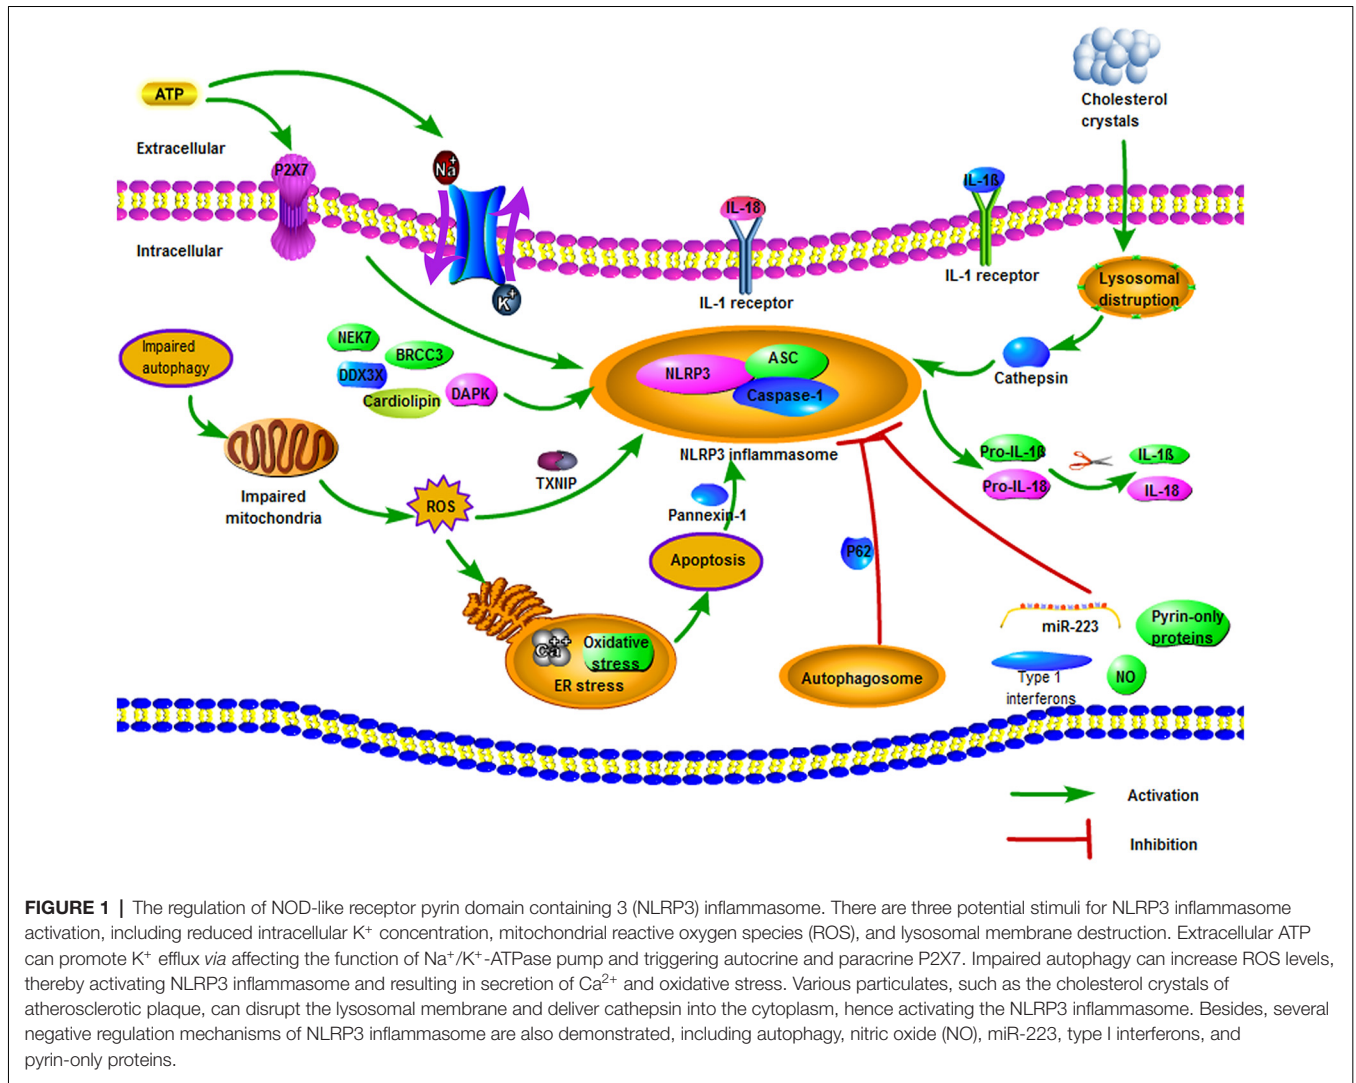 ATP
Extracellular
P2X7
Na+
Intracellular
K+
IL-18
IL-1 receptor
IL-1ß
IL-1 receptor
Cholesterol
crystals
Lysosomal
distruption
Cathepsin
Impaired
autophagy
NEK7
BRCC3
DDX3X
Cardiolipin
DAPK
NLRP3
ASC
Caspase-1
NLRP3 inflammasome
Pro-IL-1ß
Pro-IL-18
IL-1ß
IL-18
Impaired
mitochondria
ROS
TXNIP
Pannexin-1
Apoptosis
Ca++
Oxidative
stress
ER stress
P62
Autophagosome
miR-223
Pyrin-only
proteins
Type 1
interferons
NO
Activation
Inhibition
FIGURE 1 | The regulation of NOD-like receptor pyrin domain containing 3 (NLRP3) inflammasome. There are three potential stimuli for NLRP3 inflammasome
activation, including reduced intracellular K⁺ concentration, mitochondrial reactive oxygen species (ROS), and lysosomal membrane destruction. Extracellular ATP
can promote K⁺ efflux via affecting the function of Na⁺/K⁺-ATPase pump and triggering autocrine and paracrine P2X7. Impaired autophagy can increase ROS levels,
thereby activating NLRP3 inflammasome and resulting in secretion of Ca²⁺ and oxidative stress. Various particulates, such as the cholesterol crystals of
atherosclerotic plaque, can disrupt the lysosomal membrane and deliver cathepsin into the cytoplasm, hence activating the NLRP3 inflammasome. Besides, several
negative regulation mechanisms of NLRP3 inflammasome are also demonstrated, including autophagy, nitric oxide (NO), miR-223, type I interferons, and
pyrin-only proteins.